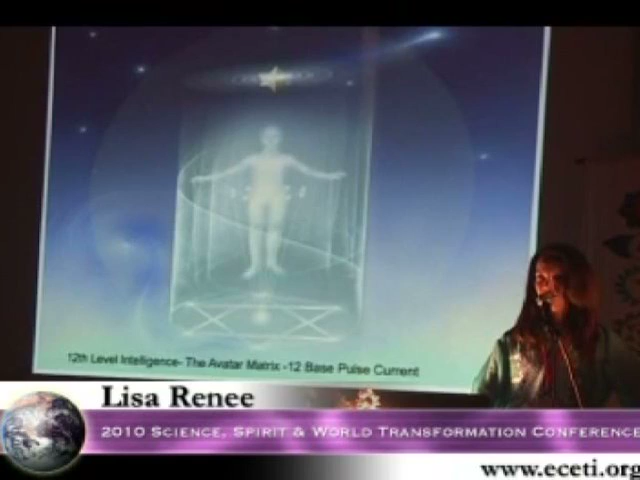 12th Level Intelligence- The Avatar Matrix -12 Base Pulse Current
Lisa Renee
2010 Science, Spirit & World Transformation Conference
www.eceti.org